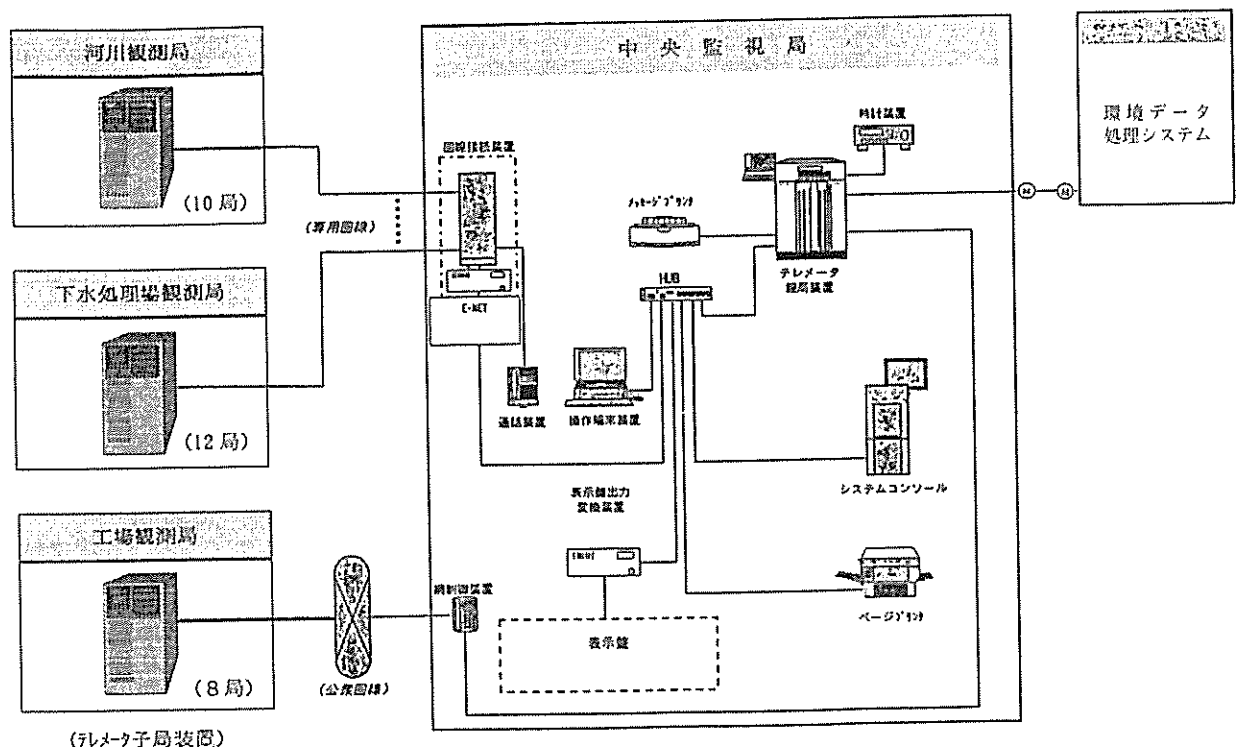 河川観測局
(10局)
下水処理場観測局
(12局)
工場観測局
(8局)
(テレメータ子局装置)
(専用回線)
(公衆回線)
中央監視局
回線接続装置
E-NET
通話装置
メッセージプリンタ
HUB
操作端末装置
時計装置
テレメータ
親局装置
システムコンソール
ページプリンタ
表示盤出力
変換装置
表示盤
網制御装置
M
M
環境データ
処理システム